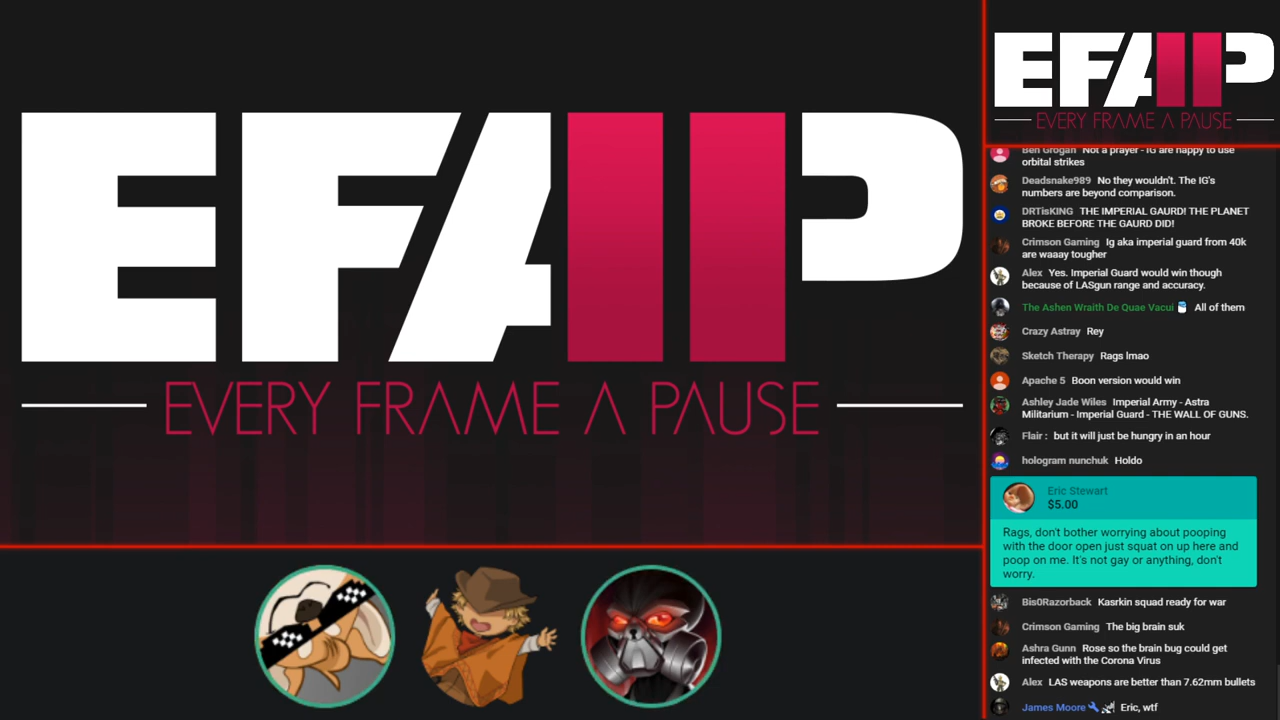 EFAP
EVERY FRAME A PAUSE
EFAP
EVERY FRAME A PAUSE
Ben Grogan Not a prayer - IG are happy to use
orbital strikes
Deadsnake989 No they wouldn't. The IG's
numbers are beyond comparison.
DRTisKING THE IMPERIAL GAURD! THE PLANET
BROKE BEFORE THE GAURD DID!
Crimson Gaming Ig aka imperial guard from 40k
are waaay tougher
Alex Yes. Imperial Guard would win though
because of LASgun range and accuracy.
The Ashen Wraith De Quae Vacui All of them
Crazy Astray Rey
Sketch Therapy Rags lmao
Apache 5 Boon version would win
Ashley Jade Wiles Imperial Army - Astra
Militarium - Imperial Guard - THE WALL OF GUNS.
Flair : but it will just be hungry in an hour
hologram nunchuk Holdo
Eric Stewart
$5.00
Rags, don't bother worrying about pooping
with the door open just squat on up here and
poop on me. It's not gay or anything, don't
worry.
Bis0Razorback Kasrkin squad ready for war
Crimson Gaming The big brain suk
Ashra Gunn Rose so the brain bug could get
infected with the Corona Virus
Alex LAS weapons are better than 7.62mm bullets
James Moore Eric, wtf